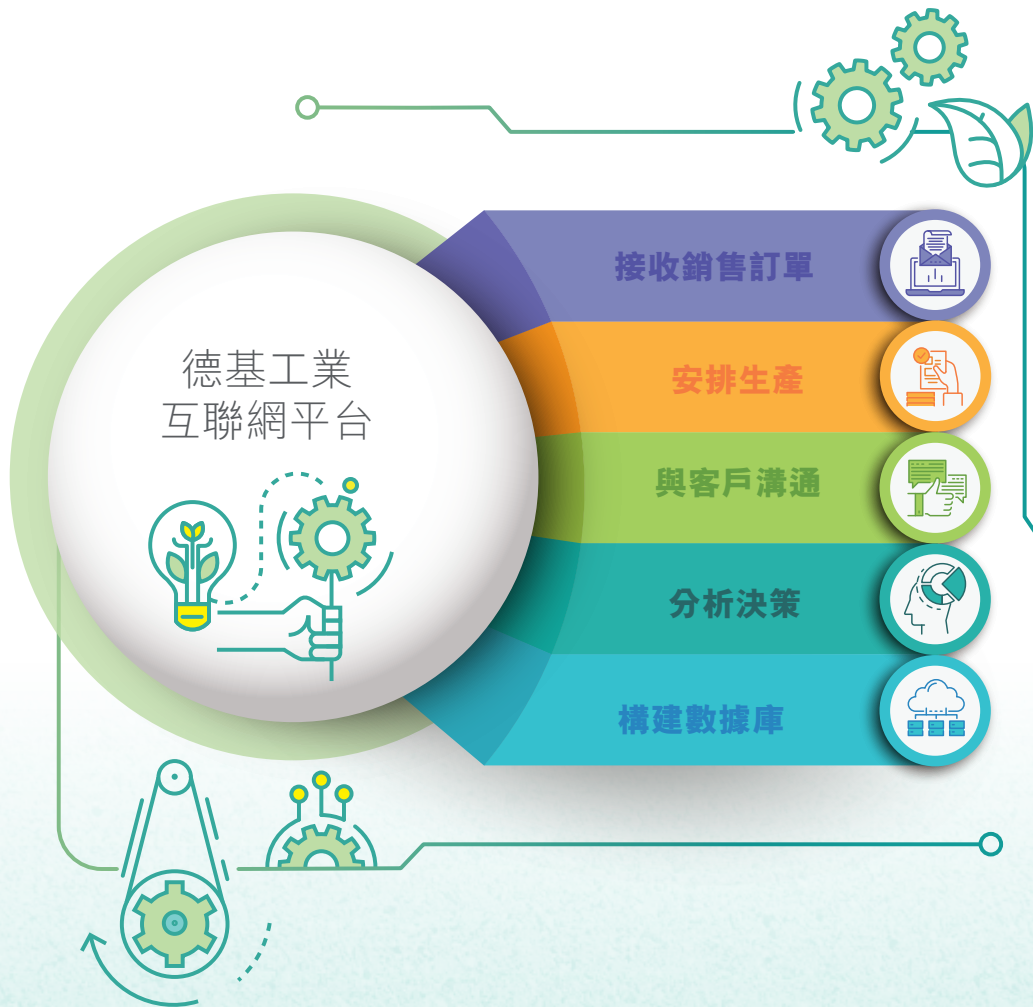 德基工業
互聯網平台
接收銷售訂單
安排生產
與客戶溝通
分析決策
構建數據庫